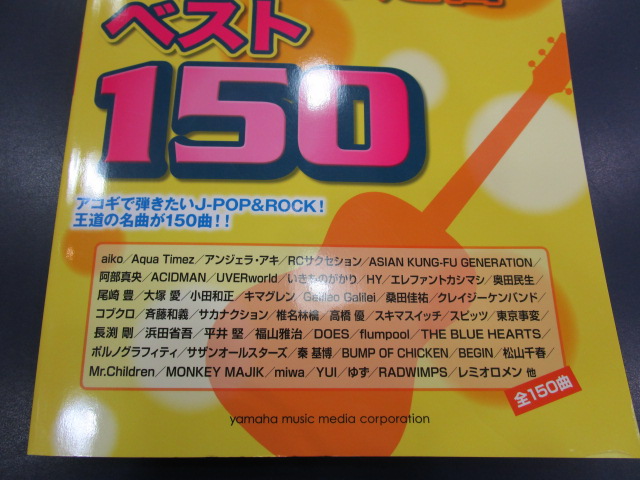 ベスト
150
アコギで弾きたいJ-POP&ROCK!
王道の名曲が150曲!!
aiko/Aqua Timez/アンジェラ・アキ/RCサクセション/ASIAN KUNG-FU GENERATION/
阿部真央/ACIDMAN/UVERworld/いきものがかり/HY/エレファントカシマシ/奥田民生/
尾崎 豊/大塚 愛/小田和正/キマグレン/Galileo Galilei/桑田佳祐/クレイジーケンバンド/
コブクロ/斉藤和義/サカナクション/椎名林檎/高橋 優/スキマスイッチ/スピッツ/東京事変/
長渕 剛/浜田省吾/平井 堅/福山雅治/DOES/flumpool/THE BLUE HEARTS/
ポルノグラフィティ/サザンオールスターズ/秦 基博/BUMP OF CHICKEN/BEGIN/松山千春/
Mr.Children/MONKEY MAJIK/miwa/YUI/ゆず/RADWIMPS/レミオロメン 他
全150曲
yamaha music media corporation